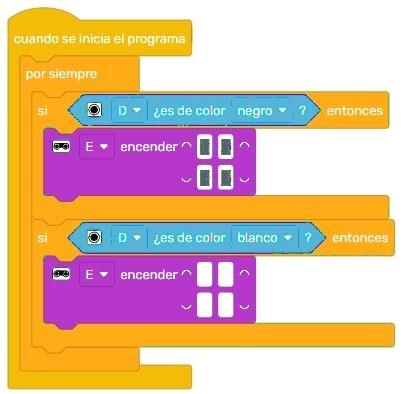 cuando se inicia el programa
por siempre
si D ¿es de color negro ? entonces
E encender
si D ¿es de color blanco ? entonces
E encender